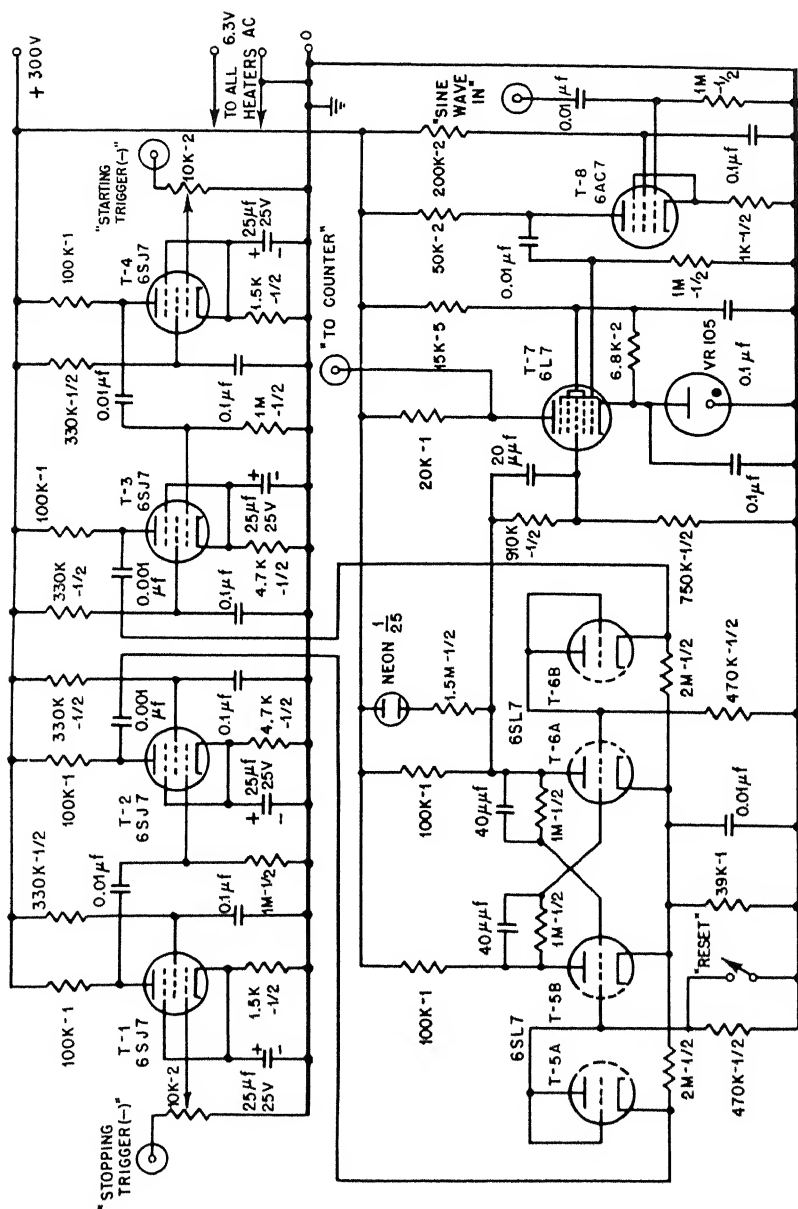 "STOPPING
TRIGGER(-)"
10K-2
25µf
25V
+
-
1.5K
-1/2
T-1
6SJ7
100K-1
330K-1/2
0.01µf
0.1µf
1M-1/2
T-2
6SJ7
100K-1
330K
-1/2
0.001
µf
0.1µf
4.7K
-1/2
25µf
25V
+
-
T-3
6SJ7
100K-1
330K
-1/2
0.001
µf
0.1µf
4.7K
-1/2
25µf
25V
+
-
T-4
6SJ7
100K-1
330K-1/2
0.01µf
0.1µf
1M
-1/2
1.5K
-1/2
25µf
25V
+
-
"STARTING
TRIGGER(-)"
10K-2
+ 300V
6.3V
TO ALL
HEATERS AC
0
6SL7
T-5A
T-5B
2M-1/2
470K-1/2
"RESET"
39K-1
0.01µf
100K-1
40µµf
1M-1/2
100K-1
40µµf
1M-1/2
6SL7
T-6A
T-6B
2M-1/2
470K-1/2
NEON 1/25
1.5M-1/2
910K
-1/2
20
µµf
750K-1/2
20K-1
"TO COUNTER"
T-7
6L7
15K-5
6.8K-2
VR105
0.1µf
0.1µf
50K-2
0.01µf
1M
-1/2
200K-2
T-8
6AC7
1K-1/2
0.1µf
"SINE
WAVE
IN"
0.01µf
1M
-1/2